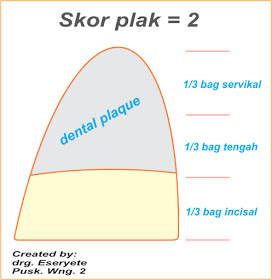 Skor plak = 2
1/3 bag servikal
dental plaque
1/3 bag tengah
1/3 bag incisal
Created by:
drg. Eseryete
Pusk. Wng. 2